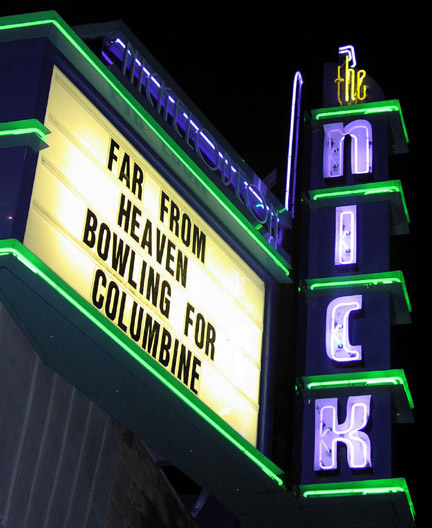 FAR FROM
HEAVEN
BOWLING FOR
COLUMBINE
the
nick